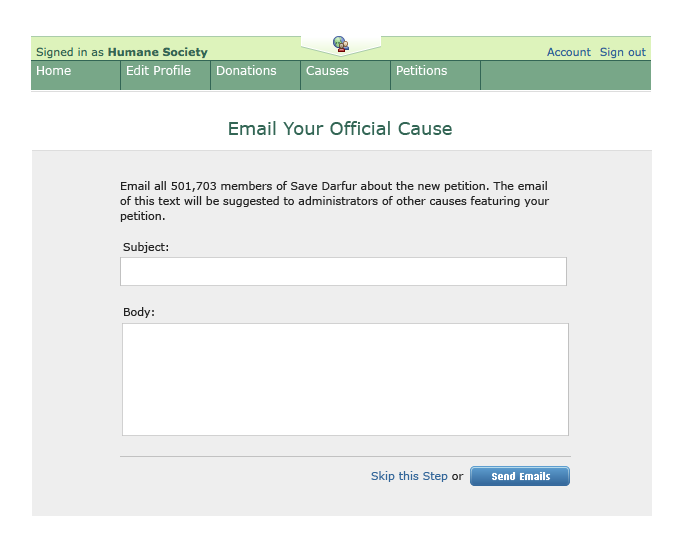 Signed in as Humane Society
Account Sign out
Home Edit Profile Donations Causes Petitions
Email Your Official Cause
Email all 501,703 members of Save Darfur about the new petition. The email
of this text will be suggested to administrators of other causes featuring your
petition.
Subject:
Body:
Skip this Step or Send Emails